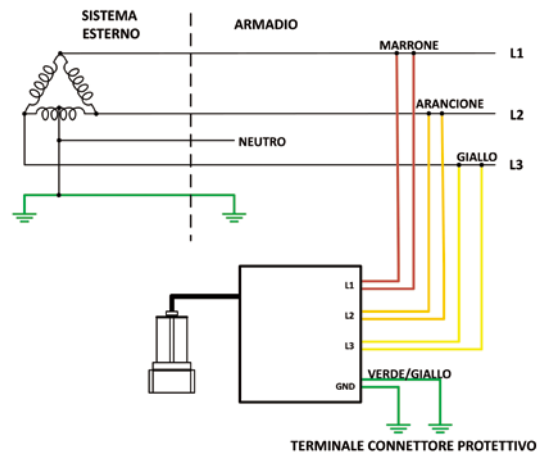 SISTEMA
ESTERNO
ARMADIO
MARRONE
L1
ARANCIONE
L2
NEUTRO
GIALLO
L3
L1
L2
L3
VERDE/GIALLO
GND
TERMINALE CONNETTORE PROTETTIVO